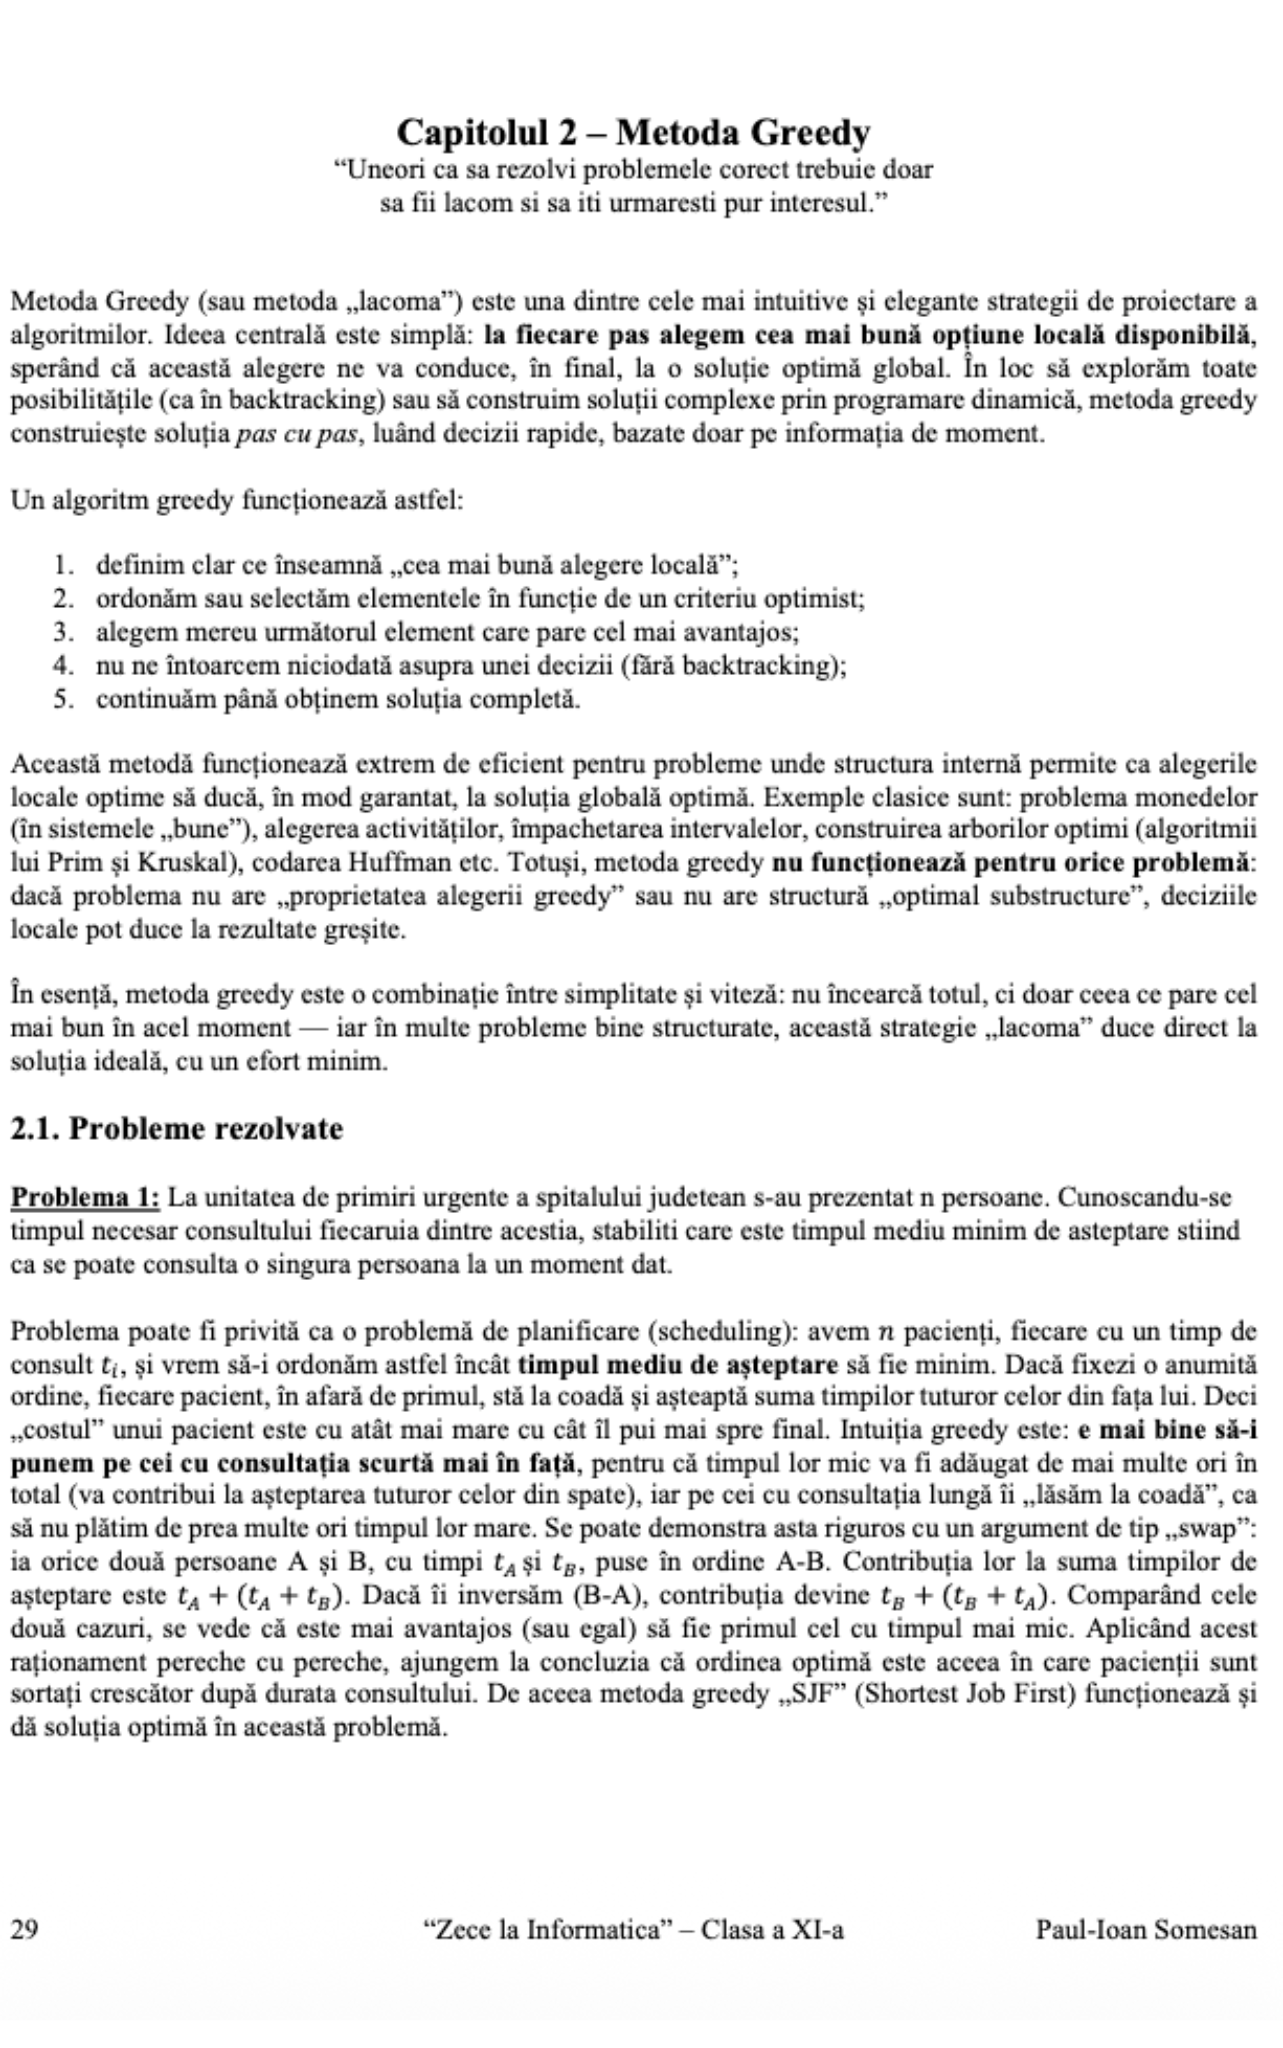 Capitolul 2 – Metoda Greedy
“Uneori ca sa rezolvi problemele corect trebuie doar
sa fii lacom si sa iti urmaresti pur interesul.”
Metoda Greedy (sau metoda „lacoma”) este una dintre cele mai intuitive și elegante strategii de proiectare a
algoritmilor. Ideea centrală este simplă: la fiecare pas alegem cea mai bună opțiune locală disponibilă,
sperând că această alegere ne va conduce, în final, la o soluție optimă global. În loc să explorăm toate
posibilitățile (ca în backtracking) sau să construim soluții complexe prin programare dinamică, metoda greedy
construiește soluția pas cu pas, luând decizii rapide, bazate doar pe informația de moment.
Un algoritm greedy funcționează astfel:
1. definim clar ce înseamnă „cea mai bună alegere locală”;
2. ordonăm sau selectăm elementele în funcție de un criteriu optimist;
3. alegem mereu următorul element care pare cel mai avantajos;
4. nu ne întoarcem niciodată asupra unei decizii (fără backtracking);
5. continuăm până obținem soluția completă.
Această metodă funcționează extrem de eficient pentru probleme unde structura internă permite ca alegerile
locale optime să ducă, în mod garantat, la soluția globală optimă. Exemple clasice sunt: problema monedelor
(în sistemele „bune”), alegerea activităților, împachetarea intervalelor, construirea arborilor optimi (algoritmii
lui Prim și Kruskal), codarea Huffman etc. Totuși, metoda greedy nu funcționează pentru orice problemă:
dacă problema nu are „proprietatea alegerii greedy” sau nu are structură „optimal substructure”, deciziile
locale pot duce la rezultate greșite.
În esență, metoda greedy este o combinație între simplitate și viteză: nu încearcă totul, ci doar ceea ce pare cel
mai bun în acel moment — iar în multe probleme bine structurate, această strategie „lacoma” duce direct la
soluția ideală, cu un efort minim.
2.1. Probleme rezolvate
Problema 1: La unitatea de primiri urgente a spitalului judetean s-au prezentat n persoane. Cunoscandu-se
timpul necesar consultului fiecaruia dintre acestia, stabiliti care este timpul mediu minim de asteptare stiind
ca se poate consulta o singura persoana la un moment dat.
Problema poate fi privită ca o problemă de planificare (scheduling): avem n pacienți, fiecare cu un timp de
consult tᵢ, și vrem să-i ordonăm astfel încât timpul mediu de așteptare să fie minim. Dacă fixezi o anumită
ordine, fiecare pacient, în afară de primul, stă la coadă și așteaptă suma timpilor tuturor celor din fața lui. Deci
„costul” unui pacient este cu atât mai mare cu cât îl pui mai spre final. Intuiția greedy este: e mai bine să-i
punem pe cei cu consultația scurtă mai în față, pentru că timpul lor mic va fi adăugat de mai multe ori în
total (va contribui la așteptarea tuturor celor din spate), iar pe cei cu consultația lungă îi „lăsăm la coadă”, ca
să nu plătim de prea multe ori timpul lor mare. Se poate demonstra asta riguros cu un argument de tip „swap”:
ia orice două persoane A și B, cu timpi t_A și t_B, puse în ordine A-B. Contribuția lor la suma timpilor de
așteptare este t_A + (t_A + t_B). Dacă îi inversăm (B-A), contribuția devine t_B + (t_B + t_A). Comparând cele
două cazuri, se vede că este mai avantajos (sau egal) să fie primul cel cu timpul mai mic. Aplicând acest
raționament pereche cu pereche, ajungem la concluzia că ordinea optimă este aceea în care pacienții sunt
sortați crescător după durata consultului. De aceea metoda greedy „SJF” (Shortest Job First) funcționează și
dă soluția optimă în această problemă.
29 “Zece la Informatica” – Clasa a XI-a Paul-Ioan Somesan